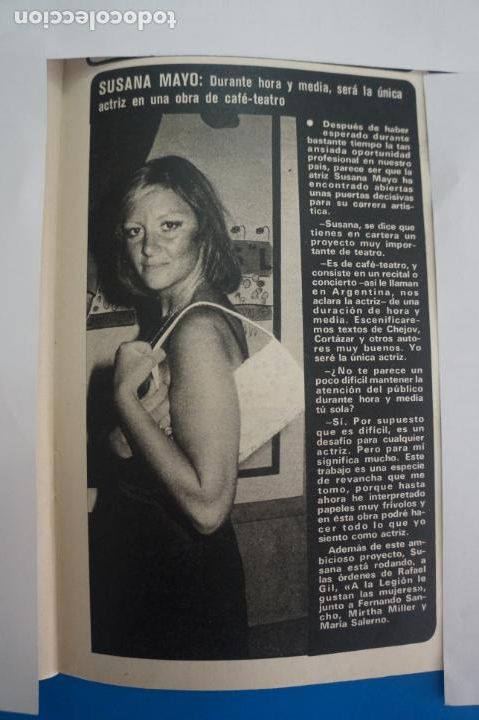 todocoleccion
SUSANA MAYO: Durante hora y media, será la única
actriz en una obra de café-teatro
● Después de haber
esperado durante
bastante tiempo la tan
ansiada oportunidad
profesional en nuestro
país, parece ser que la
atriz Susana Mayo ha
encontrado abiertas
unas puertas decisivas
para su carrera artis-
tica.
–Susana, se dice que
tienes en cartera un
proyecto muy impor-
tante de teatro.
–Es de café-teatro, y
consiste en un recital o
concierto –así le llaman
en Argentina, nos
aclara la actriz– de una
duración de hora y
media. Escenificare-
mos textos de Chejov,
Cortàzar y otros auto-
res muy buenos. Yo
seré la única actriz.
–¿No te parece un
poco difícil mantener la
atención del público
durante hora y media
tú sola?
–Sí. Por supuesto
que es difícil, es un
desafío para cualquier
actriz. Pero para mí
significa mucho. Este
trabajo es una especie
de revancha que me
tomo, porque hasta
ahora he interpretado
papeles muy frívolos y
en ésta obra podré ha-
cer todo lo que yo
siento como actriz.
Además de este am-
bicioso proyecto, Su-
sana está rodando, a
las órdenes de Rafael
Gil, «A la Legión le
gustan las mujeres»,
junto a Fernando San-
cho, Mirtha Miller y
María Salerno.
todocoleccion.net